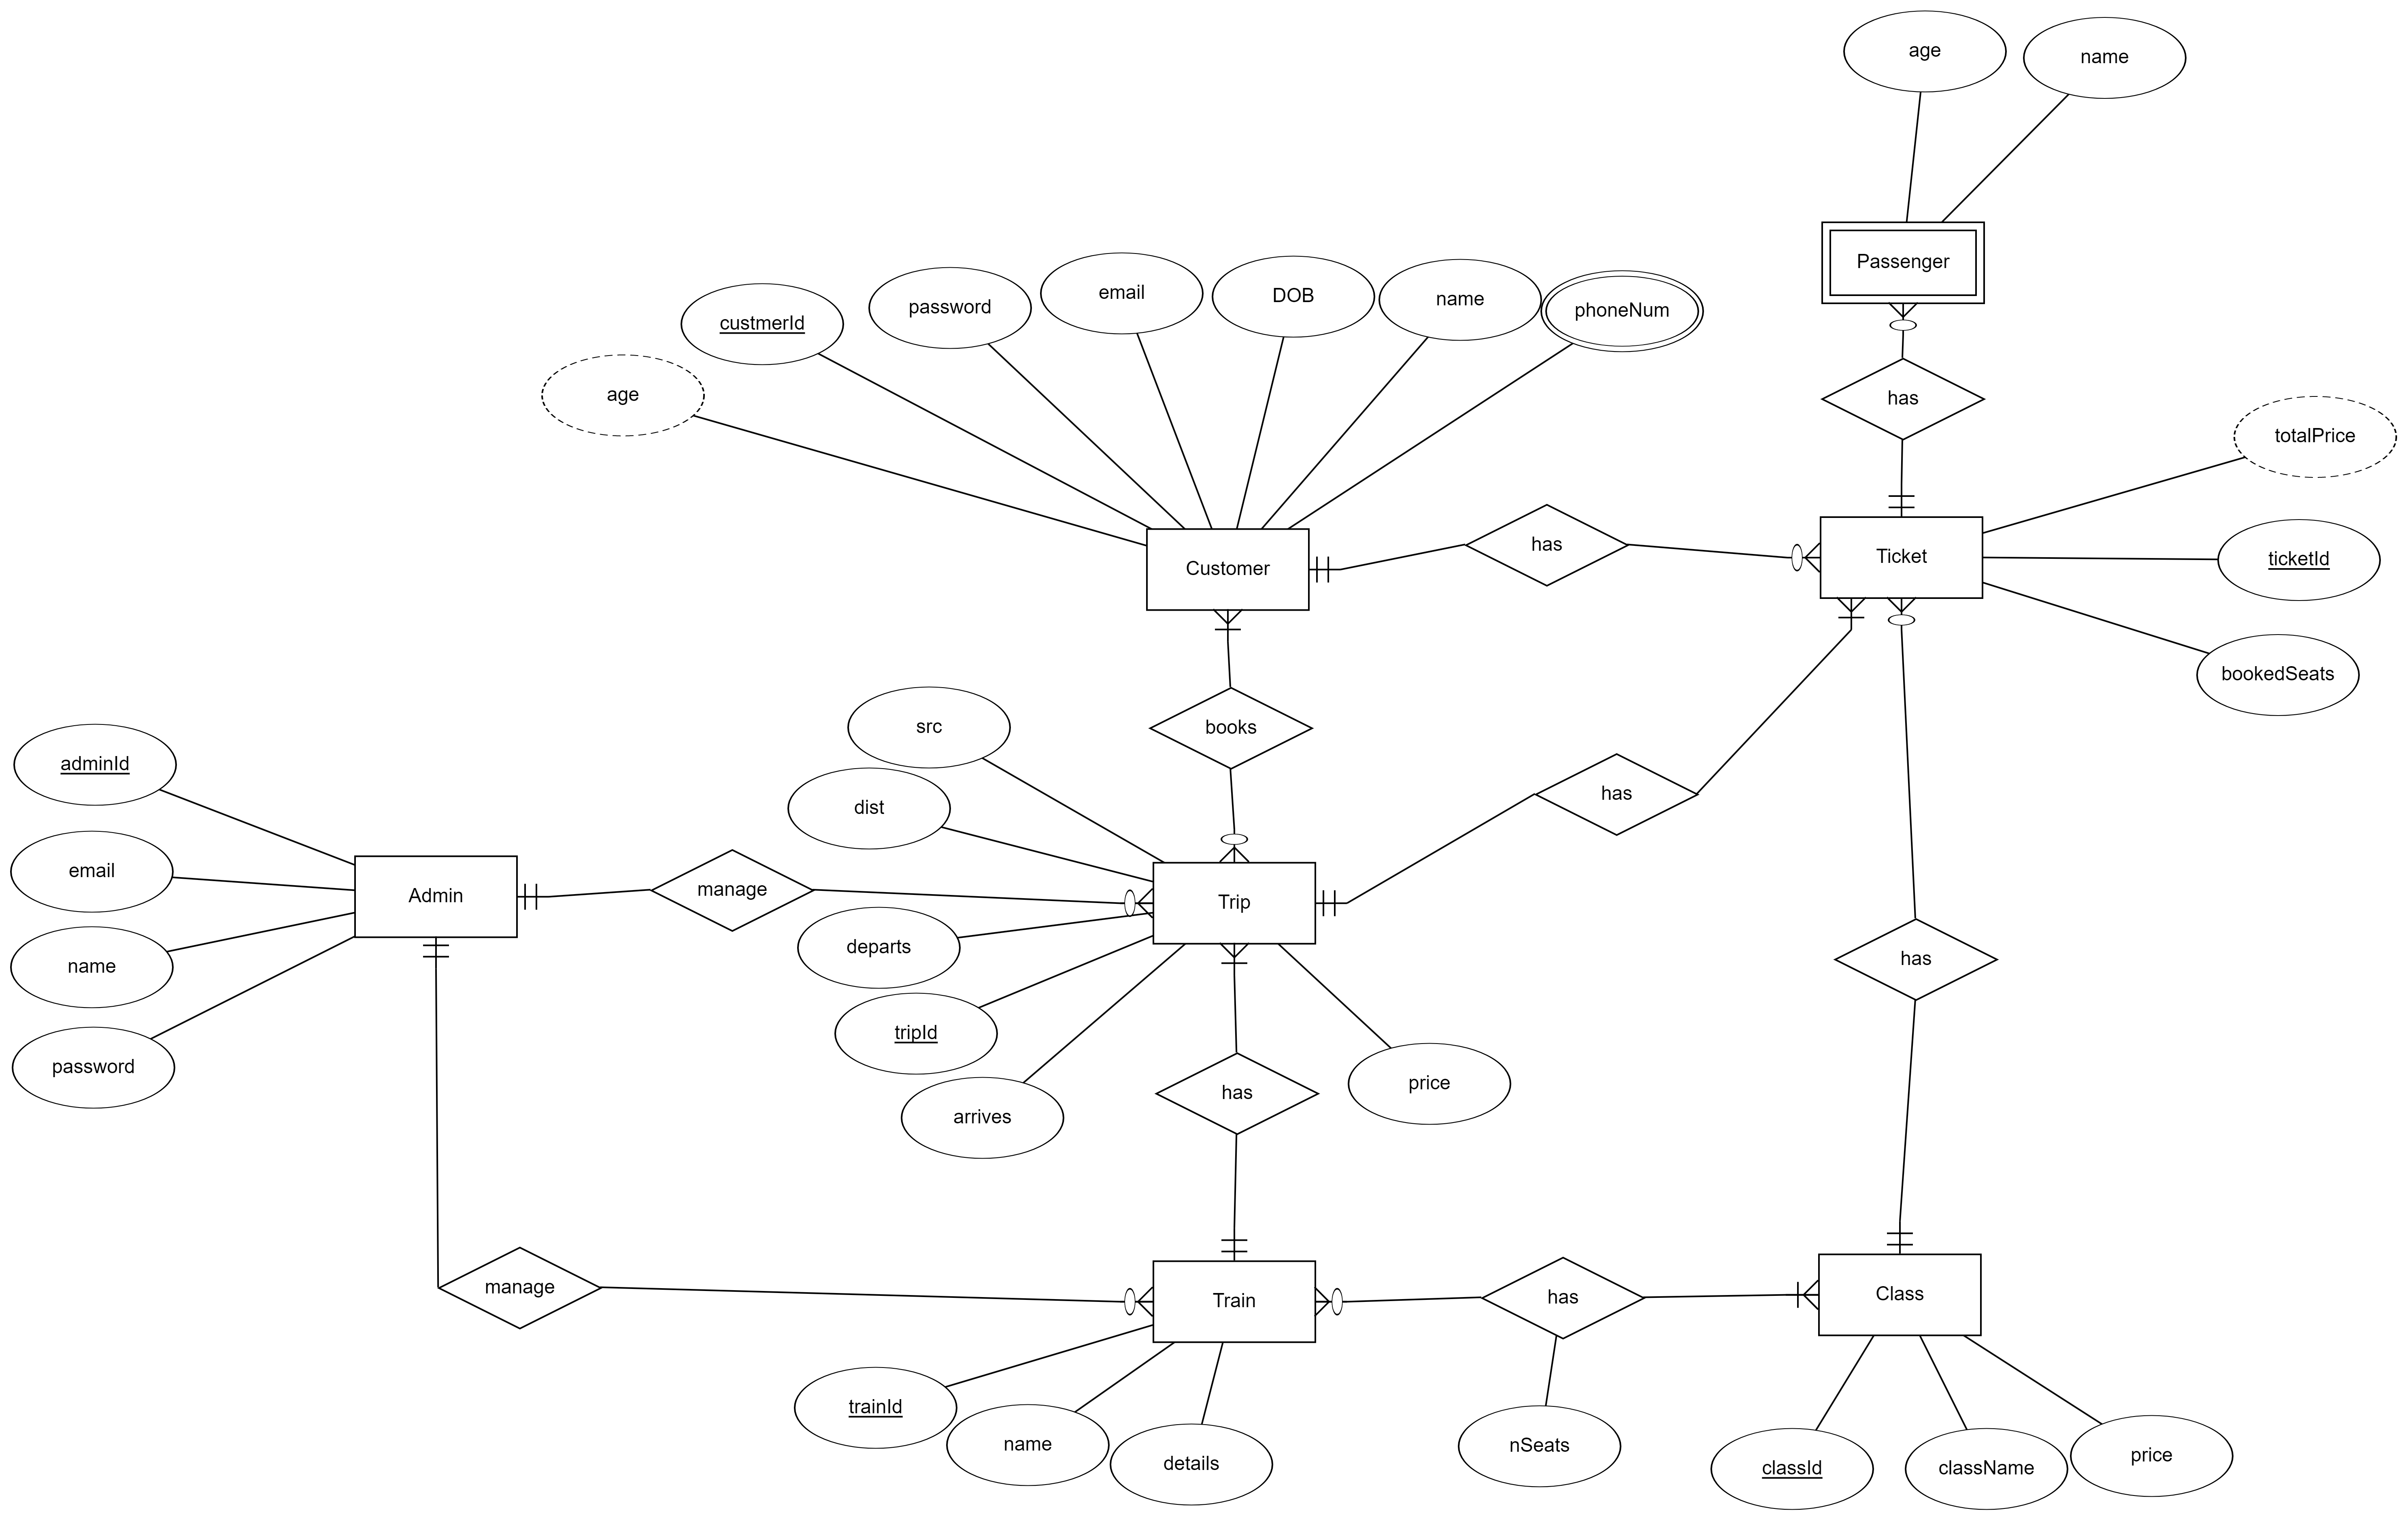 age
name
Passenger
email
DOB
name
password
phoneNum
custmerId
age
has
totalPrice
has
Ticket
ticketId
Customer
bookedSeats
src
books
adminId
has
dist
email
manage
Admin
Trip
departs
has
name
tripId
password
price
has
arrives
manage
Train
has
Class
trainId
name
details
nSeats
classId
className
price